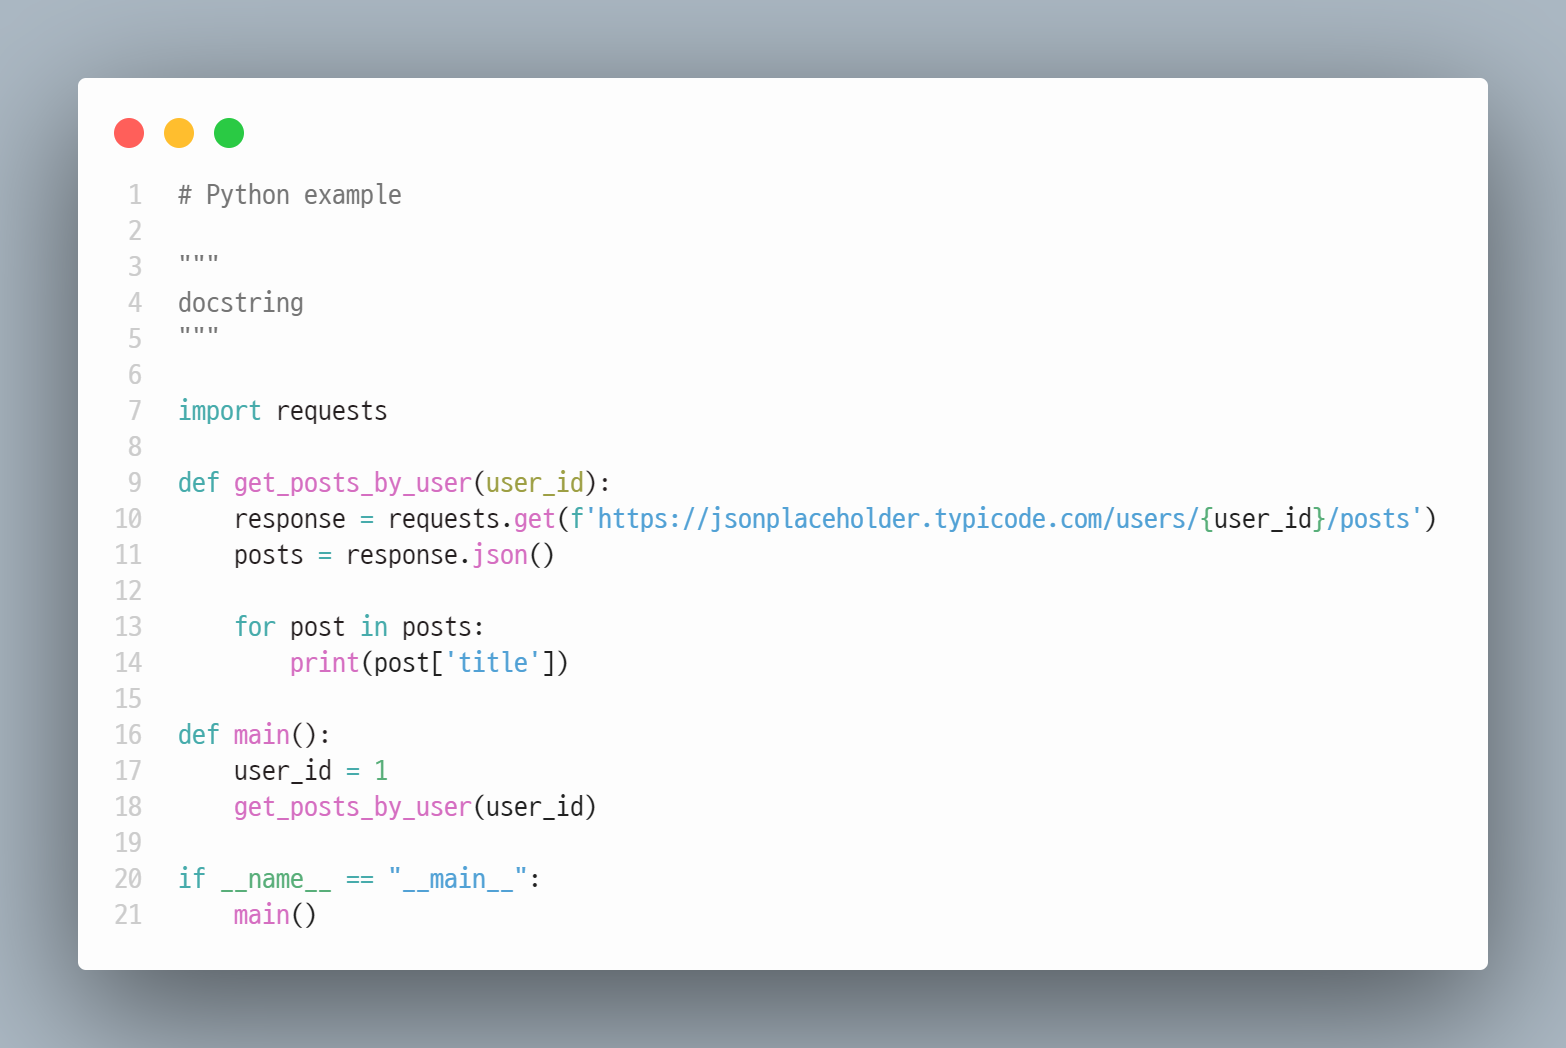 1 # Python example
2
3 """
4 docstring
5 """
6
7 import requests
8
9 def get_posts_by_user(user_id):
10     response = requests.get(f'https://jsonplaceholder.typicode.com/users/{user_id}/posts')
11     posts = response.json()
12
13     for post in posts:
14         print(post['title'])
15
16 def main():
17     user_id = 1
18     get_posts_by_user(user_id)
19
20 if __name__ == "__main__":
21     main()